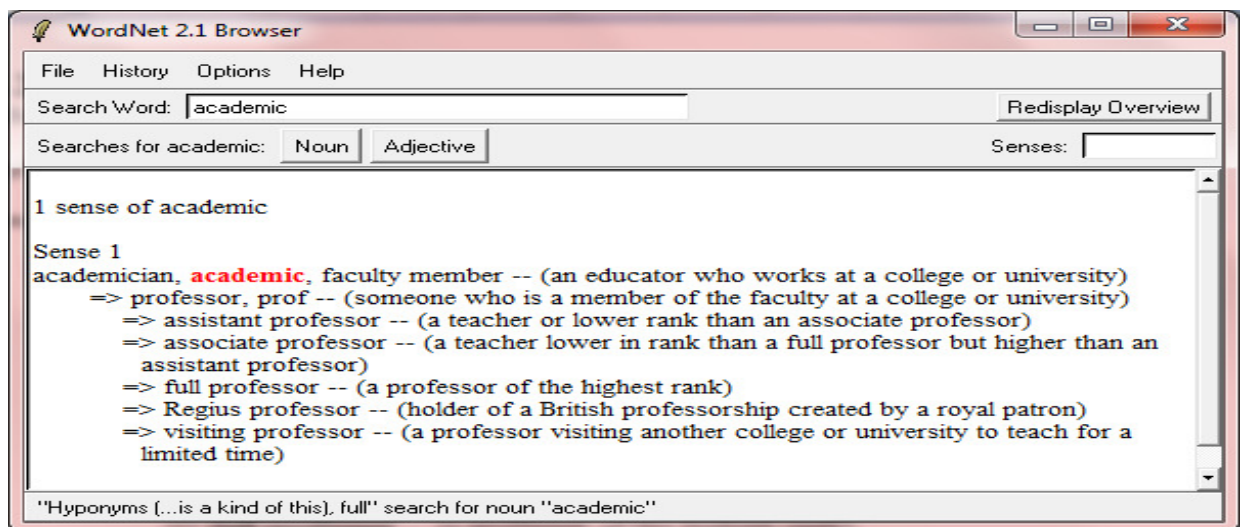 WordNet 2.1 Browser
File History Options Help
Search Word: academic Redisplay Overview
Searches for academic: Noun Adjective Senses:
1 sense of academic
Sense 1
academician, academic, faculty member -- (an educator who works at a college or university)
=> professor, prof -- (someone who is a member of the faculty at a college or university)
=> assistant professor -- (a teacher or lower rank than an associate professor)
=> associate professor -- (a teacher lower in rank than a full professor but higher than an
assistant professor)
=> full professor -- (a professor of the highest rank)
=> Regius professor -- (holder of a British professorship created by a royal patron)
=> visiting professor -- (a professor visiting another college or university to teach for a
limited time)
"Hyponyms (...is a kind of this), full" search for noun "academic"